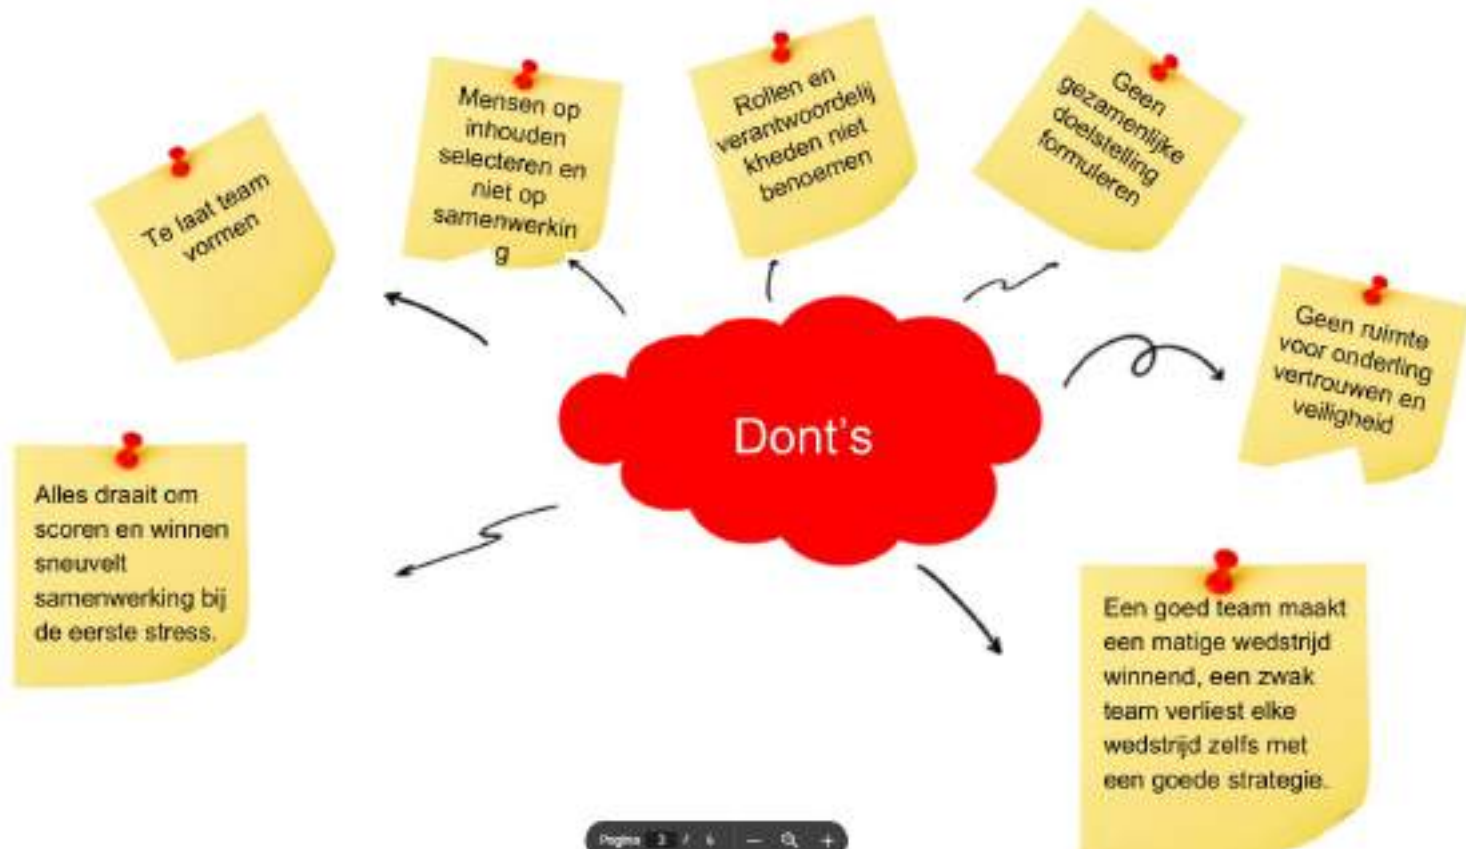 Mensen op
inhouden
selecteren en
niet op
samenwerkin
g
Rollen en
verantwoordelij
kheden niet
benoemen
Geen
gezamenlijke
doelstelling
formuleren
Te laat team
vormen
Geen ruimte
voor onderling
vertrouwen en
veiligheid
Dont's
Alles draait om
scoren en winnen
sneuvelt
samenwerking bij
de eerste stress.
Een goed team maakt
een matige wedstrijd
winnend, een zwak
team verliest elke
wedstrijd zelfs met
een goede strategie.
Pagina 3 / 6